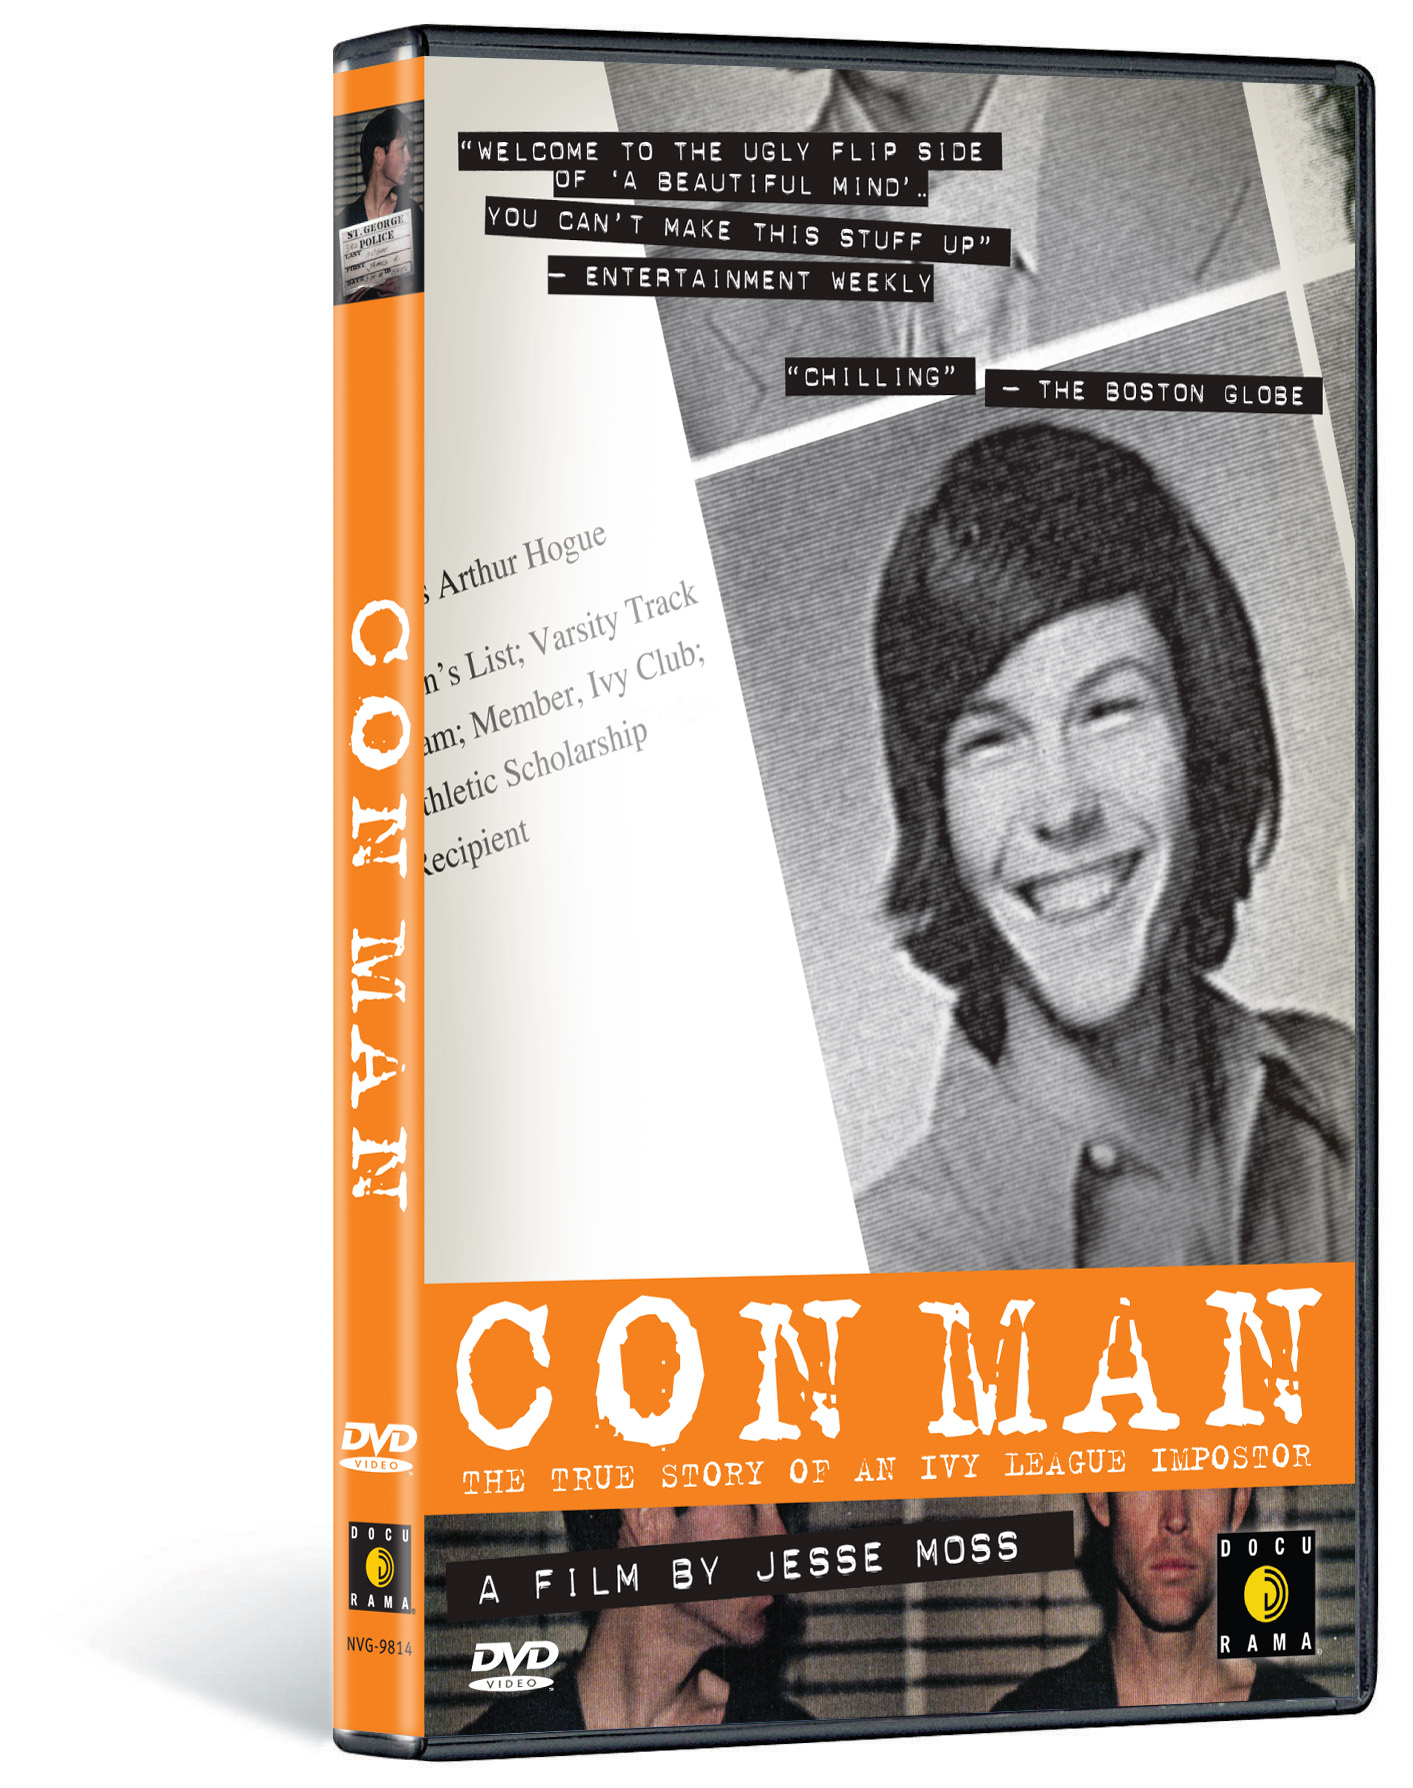 “WELCOME TO THE UGLY FLIP SIDE
OF ‘A BEAUTIFUL MIND’..
YOU CAN’T MAKE THIS STUFF UP”
— ENTERTAINMENT WEEKLY
“CHILLING” — THE BOSTON GLOBE
s Arthur Hogue
n’s List; Varsity Track
am; Member, Ivy Club;
thletic Scholarship
Recipient
CON MAN
THE TRUE STORY OF AN IVY LEAGUE IMPOSTOR
A FILM BY JESSE MOSS
DVD
VIDEO
DOCU
RAMA
ST. GEORGE
POLICE
LAST
FIRST
DATE
CON MAN
DVD
VIDEO
DOCU
RAMA
NVG-9814